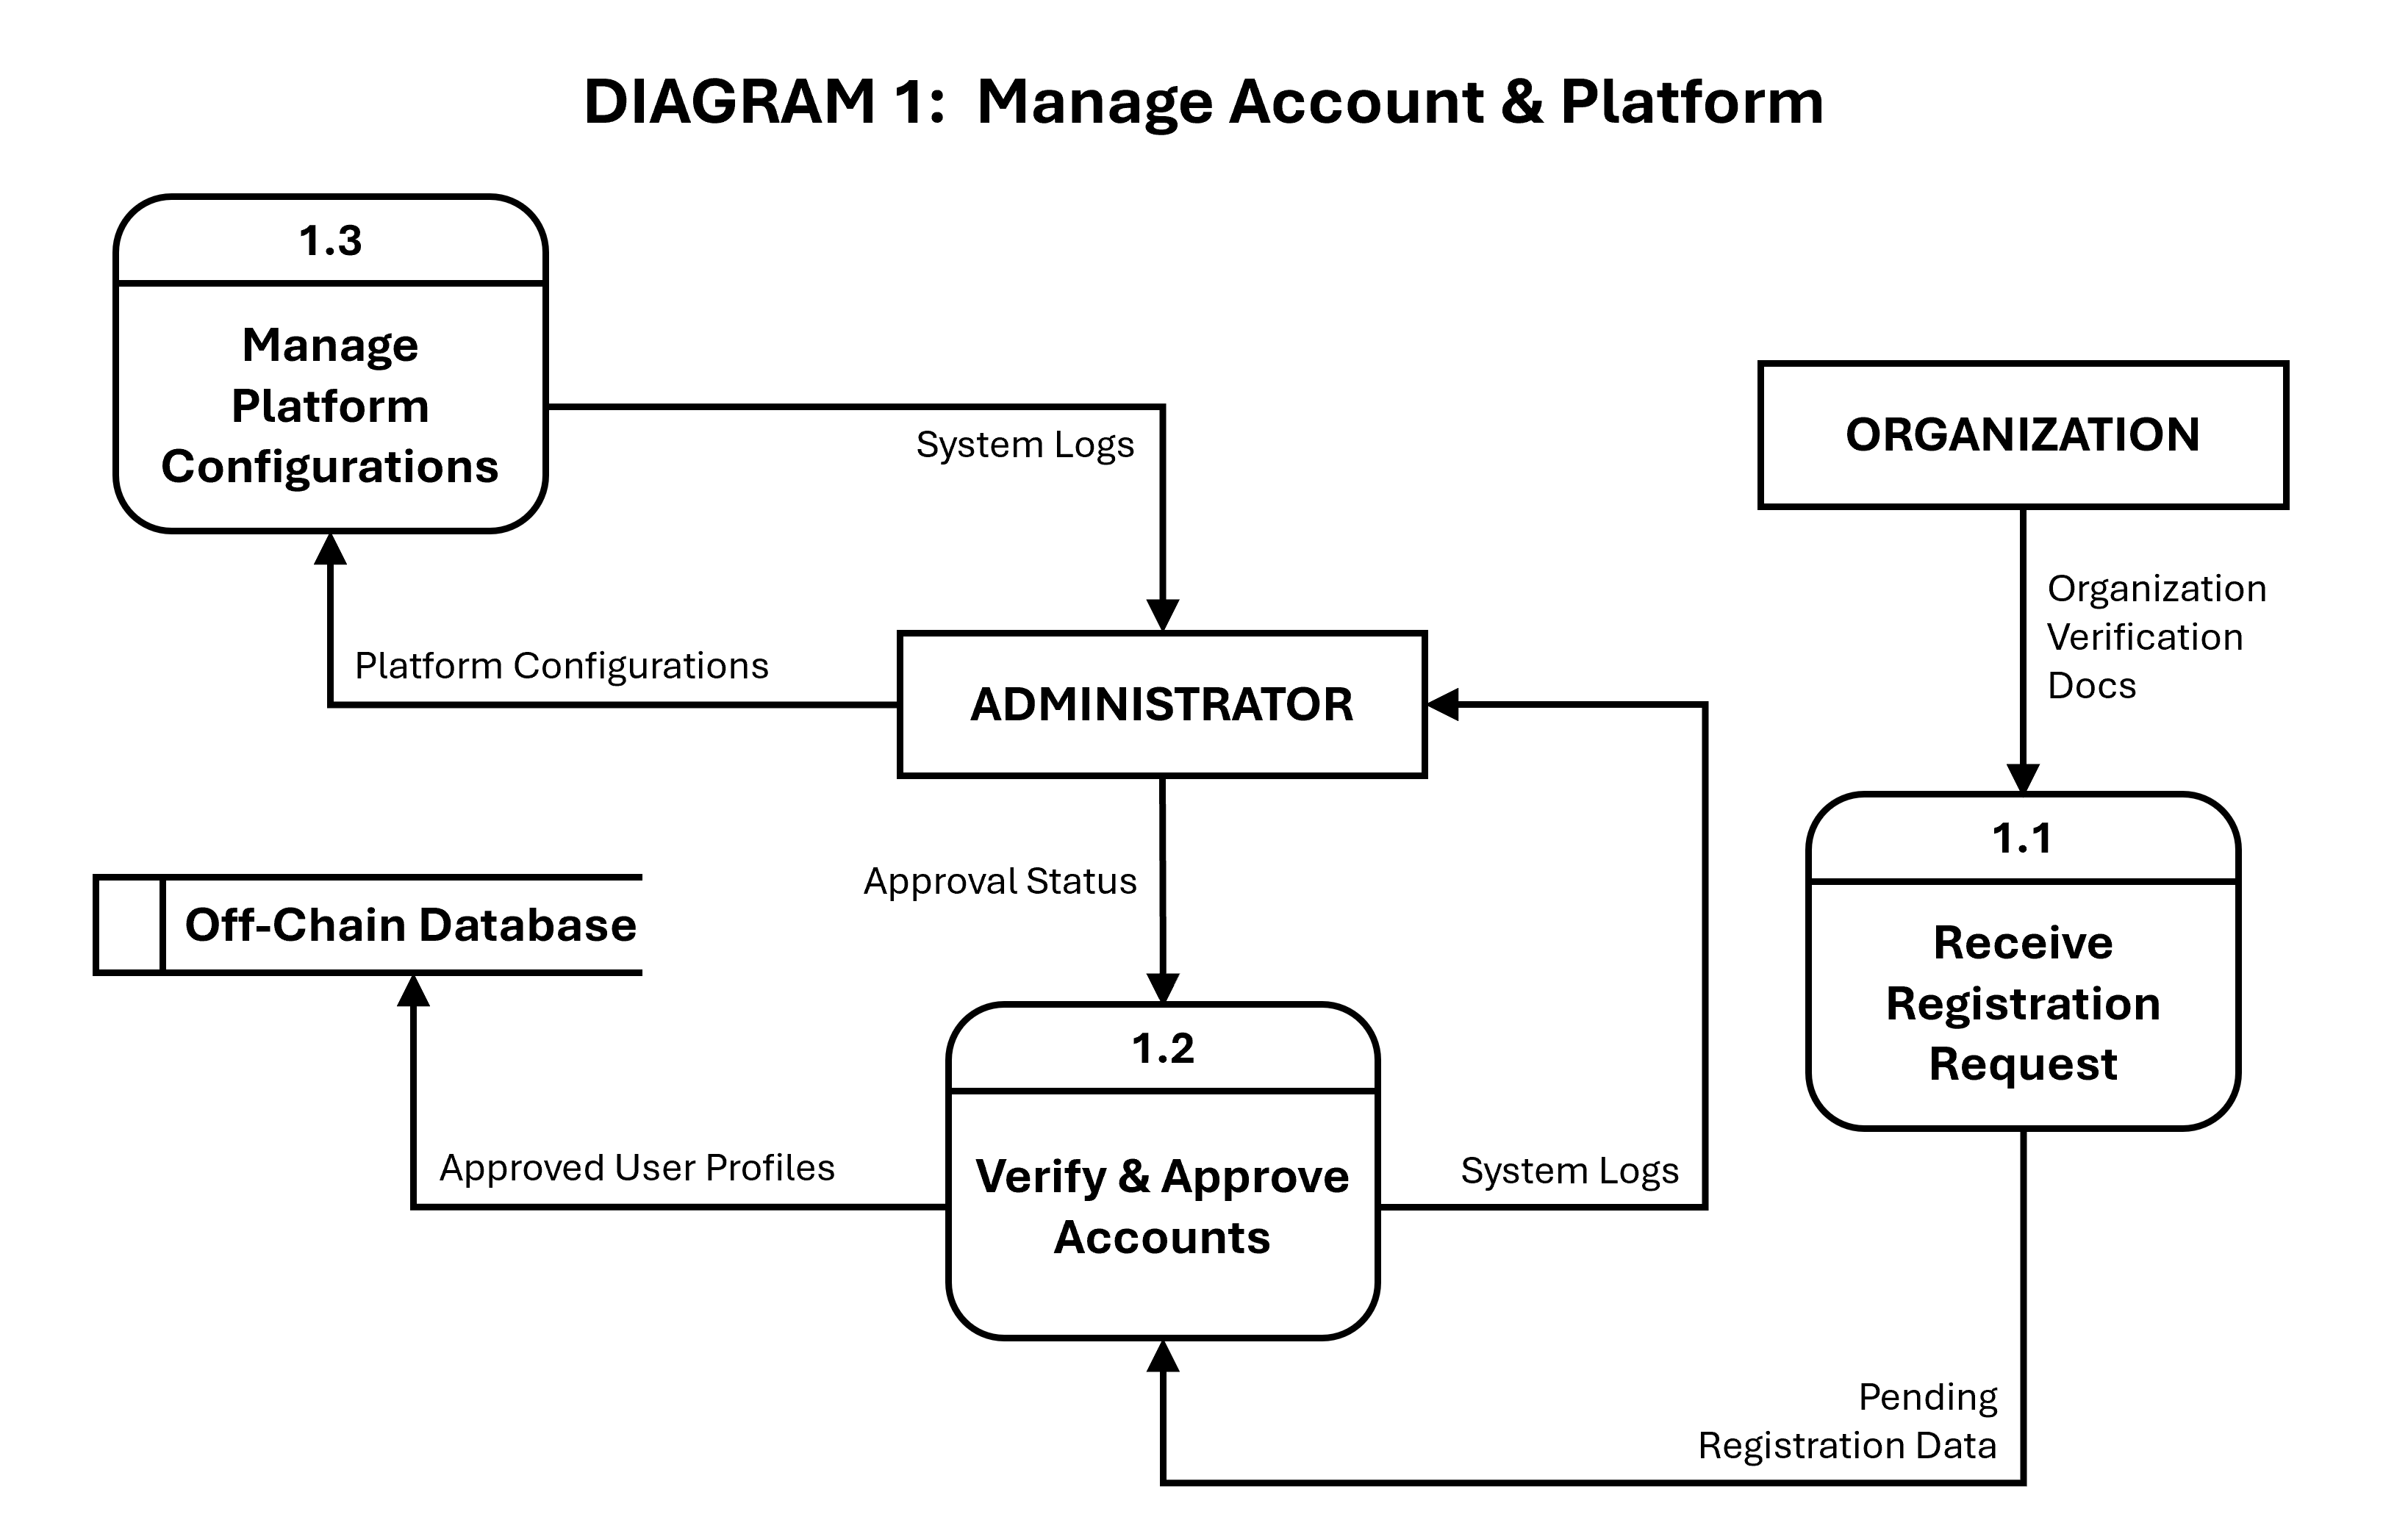 DIAGRAM 1:  Manage Account & Platform
1.3
Manage
Platform
Configurations
System Logs
ORGANIZATION
Organization
Verification
Docs
Platform Configurations
ADMINISTRATOR
1.1
Receive
Registration
Request
Approval Status
Off-Chain Database
1.2
Verify & Approve
Accounts
Approved User Profiles
System Logs
Pending
Registration Data